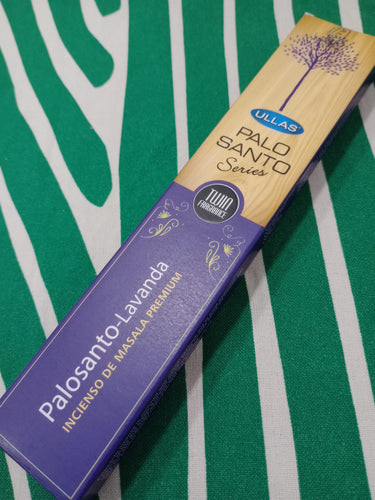 ULLAS
PALO
SANTO
Series
TWIN
FRAGRANCE
Palosanto-Lavanda
INCIENSO DE MASALA PREMIUM